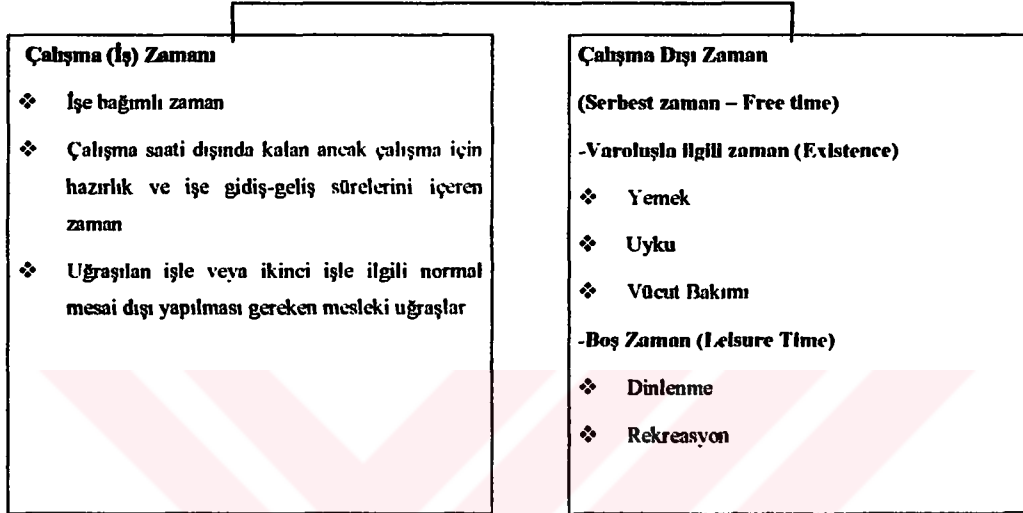 Çalışma (İş) Zamanı
❖ İşe bağımlı zaman
❖ Çalışma saati dışında kalan ancak çalışma için
hazırlık ve işe gidiş-geliş sürelerini içeren
zaman
❖ Uğraşılan işle veya ikinci işle ilgili normal
mesai dışı yapılması gereken mesleki uğraşlar
Çalışma Dışı Zaman
(Serbest zaman – Free time)
-Varoluşla ilgili zaman (Existence)
❖ Yemek
❖ Uyku
❖ Vücut Bakımı
-Boş Zaman (Leisure Time)
❖ Dinlenme
❖ Rekreasyon